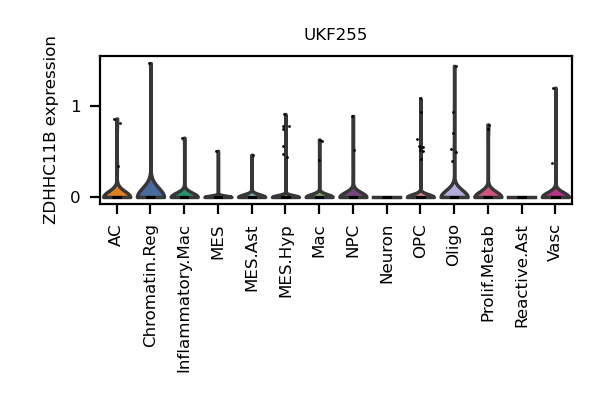 UKF255
ZDHHC11B expression
1
0
AC
Chromatin.Reg
Inflammatory.Mac
MES
MES.Ast
MES.Hyp
Mac
NPC
Neuron
OPC
Oligo
Prolif.Metab
Reactive.Ast
Vasc